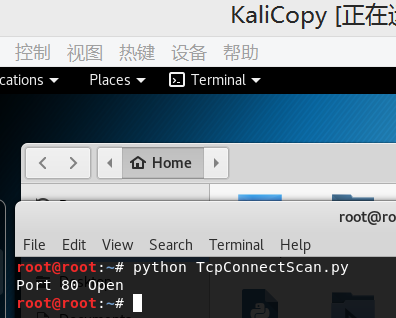 KaliCopy [正在运
控制 视图 热键 设备 帮助
cations Places Terminal
Home
root@ro
File Edit View Search Terminal Help
root@root:~# python TcpConnectScan.py
Port 80 Open
root@root:~#